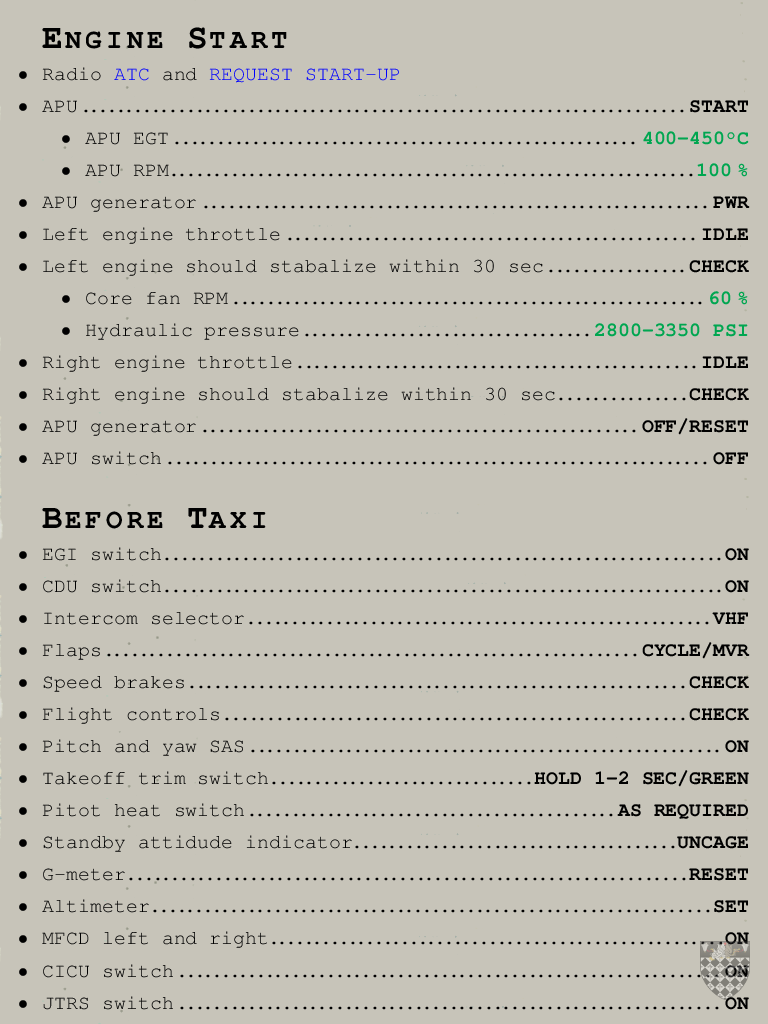 ENGINE START
• Radio ATC and REQUEST START-UP
• APU START
• APU EGT 400-450°C
• APU RPM 100 %
• APU generator PWR
• Left engine throttle IDLE
• Left engine should stabalize within 30 sec CHECK
• Core fan RPM 60 %
• Hydraulic pressure 2800-3350 PSI
• Right engine throttle IDLE
• Right engine should stabalize within 30 sec CHECK
• APU generator OFF/RESET
• APU switch OFF
BEFORE TAXI
• EGI switch ON
• CDU switch ON
• Intercom selector VHF
• Flaps CYCLE/MVR
• Speed brakes CHECK
• Flight controls CHECK
• Pitch and yaw SAS ON
• Takeoff trim switch HOLD 1-2 SEC/GREEN
• Pitot heat switch AS REQUIRED
• Standby attidude indicator UNCAGE
• G-meter RESET
• Altimeter SET
• MFCD left and right ON
• CICU switch ON
• JTRS switch ON